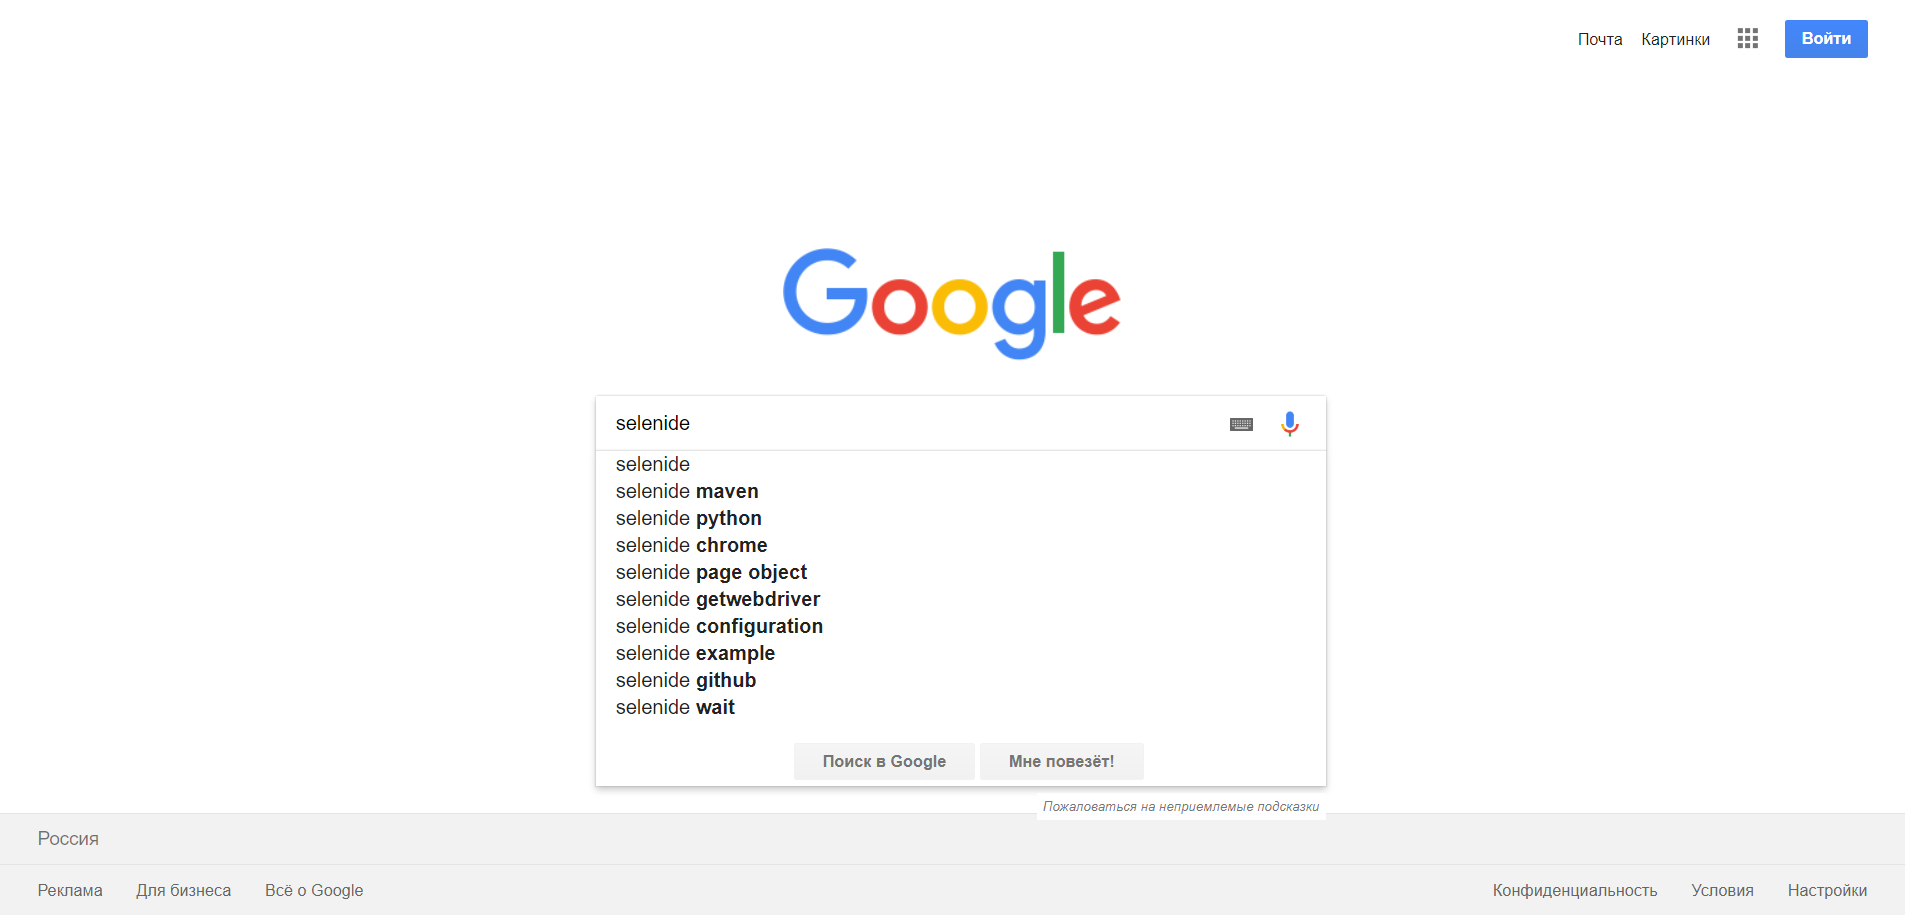 Почта Картинки Войти
Google
selenide
selenide
selenide maven
selenide python
selenide chrome
selenide page object
selenide getwebdriver
selenide configuration
selenide example
selenide github
selenide wait
Поиск в Google Мне повезёт!
Пожаловаться на неприемлемые подсказки
Россия
Реклама Для бизнеса Всё о Google Конфиденциальность Условия Настройки